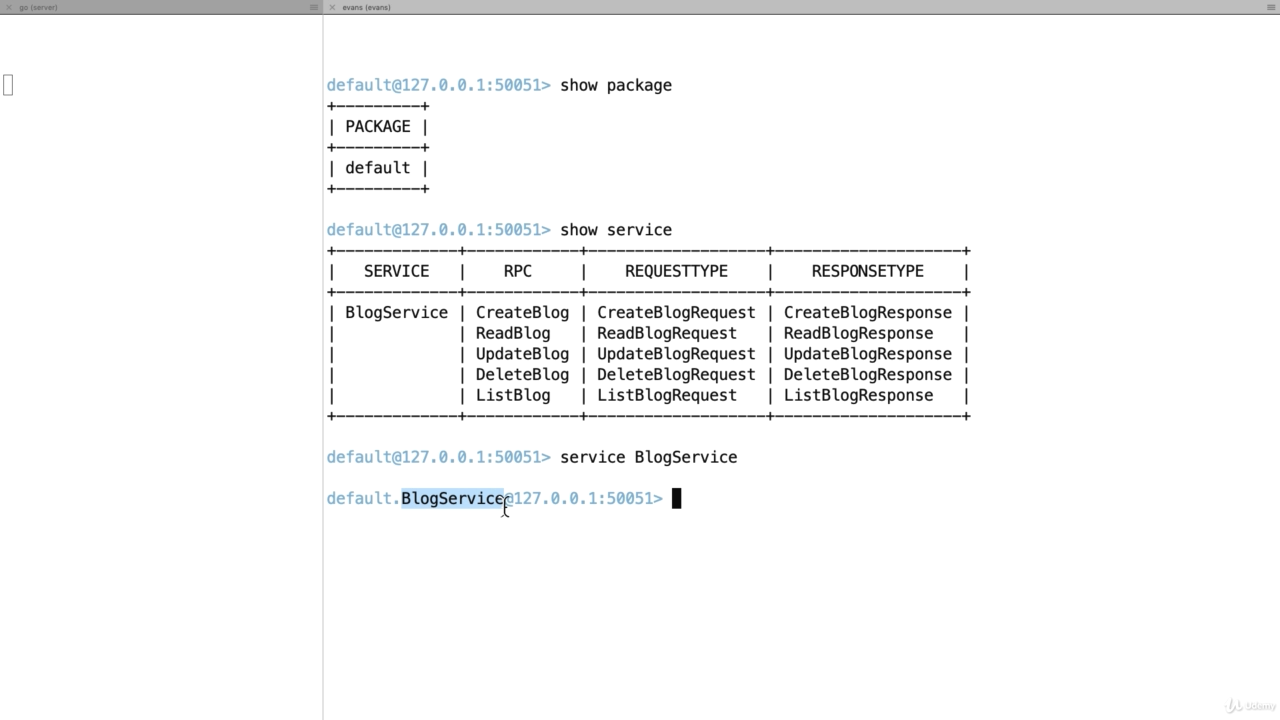 go (server)
evans (evans)
default@127.0.0.1:50051> show package
+---------+
| PACKAGE |
+---------+
| default |
+---------+
default@127.0.0.1:50051> show service
+-------------+------------+-------------------+--------------------+
|   SERVICE   |    RPC     |    REQUESTTYPE    |    RESPONSETYPE    |
+-------------+------------+-------------------+--------------------+
| BlogService | CreateBlog | CreateBlogRequest | CreateBlogResponse |
|             | ReadBlog   | ReadBlogRequest   | ReadBlogResponse   |
|             | UpdateBlog | UpdateBlogRequest | UpdateBlogResponse |
|             | DeleteBlog | DeleteBlogRequest | DeleteBlogResponse |
|             | ListBlog   | ListBlogRequest   | ListBlogResponse   |
+-------------+------------+-------------------+--------------------+
default@127.0.0.1:50051> service BlogService
default.BlogService@127.0.0.1:50051>
Udemy